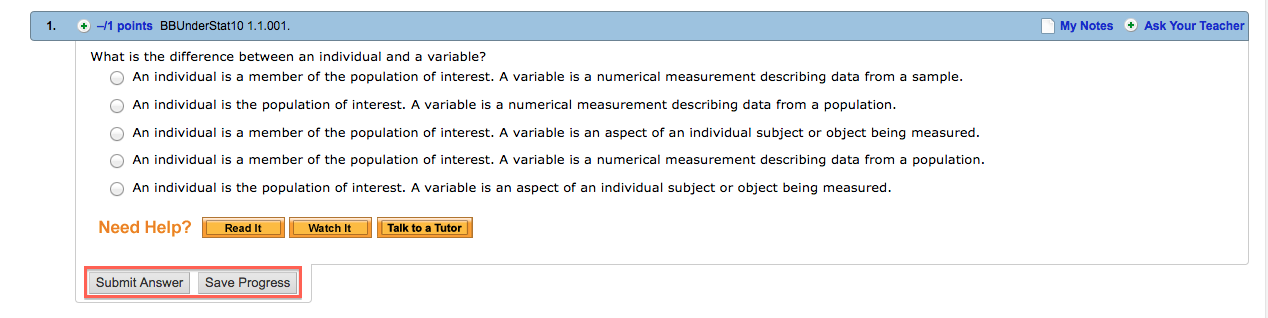 1. –/1 points BBUnderStat10 1.1.001. My Notes Ask Your Teacher
What is the difference between an individual and a variable?
An individual is a member of the population of interest. A variable is a numerical measurement describing data from a sample.
An individual is the population of interest. A variable is a numerical measurement describing data from a population.
An individual is a member of the population of interest. A variable is an aspect of an individual subject or object being measured.
An individual is a member of the population of interest. A variable is a numerical measurement describing data from a population.
An individual is the population of interest. A variable is an aspect of an individual subject or object being measured.
Need Help? Read It Watch It Talk to a Tutor
Submit Answer Save Progress